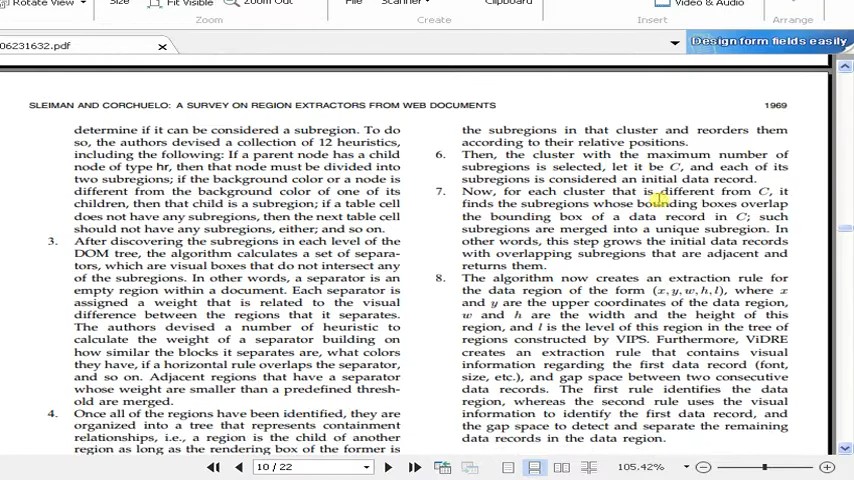 Rotate View
Size
Fit Visible
Zoom Out
File
Scanner
Clipboard
Video & Audio
Zoom
Create
Insert
Arrange
06231632.pdf
Design form fields easily
SLEIMAN AND CORCHUELO: A SURVEY ON REGION EXTRACTORS FROM WEB DOCUMENTS
1969
determine if it can be considered a subregion. To do
so, the authors devised a collection of 12 heuristics,
including the following: If a parent node has a child
node of type hr, then that node must be divided into
two subregions; if the background color or a node is
different from the background color of one of its
children, then that child is a subregion; if a table cell
does not have any subregions, then the next table cell
should not have any subregions, either; and so on.
3. After discovering the subregions in each level of the
DOM tree, the algorithm calculates a set of separa-
tors, which are visual boxes that do not intersect any
of the subregions. In other words, a separator is an
empty region within a document. Each separator is
assigned a weight that is related to the visual
difference between the regions that it separates.
The authors devised a number of heuristic to
calculate the weight of a separator building on
how similar the blocks it separates are, what colors
they have, if a horizontal rule overlaps the separator,
and so on. Adjacent regions that have a separator
whose weight are smaller than a predefined thresh-
old are merged.
4. Once all of the regions have been identified, they are
organized into a tree that represents containment
relationships, i.e., a region is the child of another
region as long as the rendering box of the former is
the subregions in that cluster and reorders them
according to their relative positions.
6. Then, the cluster with the maximum number of
subregions is selected, let it be C, and each of its
subregions is considered an initial data record.
7. Now, for each cluster that is different from C, it
finds the subregions whose bounding boxes overlap
the bounding box of a data record in C; such
subregions are merged into a unique subregion. In
other words, this step grows the initial data records
with overlapping subregions that are adjacent and
returns them.
8. The algorithm now creates an extraction rule for
the data region of the form (x, y, w, h, l), where x
and y are the upper coordinates of the data region,
w and h are the width and the height of this
region, and l is the level of this region in the tree of
regions constructed by VIPS. Furthermore, ViDRE
creates an extraction rule that contains visual
information regarding the first data record (font,
size, etc.), and gap space between two consecutive
data records. The first rule identifies the data
region, whereas the second rule uses the visual
information to identify the first data record, and
the gap space to detect and separate the remaining
data records in the data region.
10 / 22
105.42%